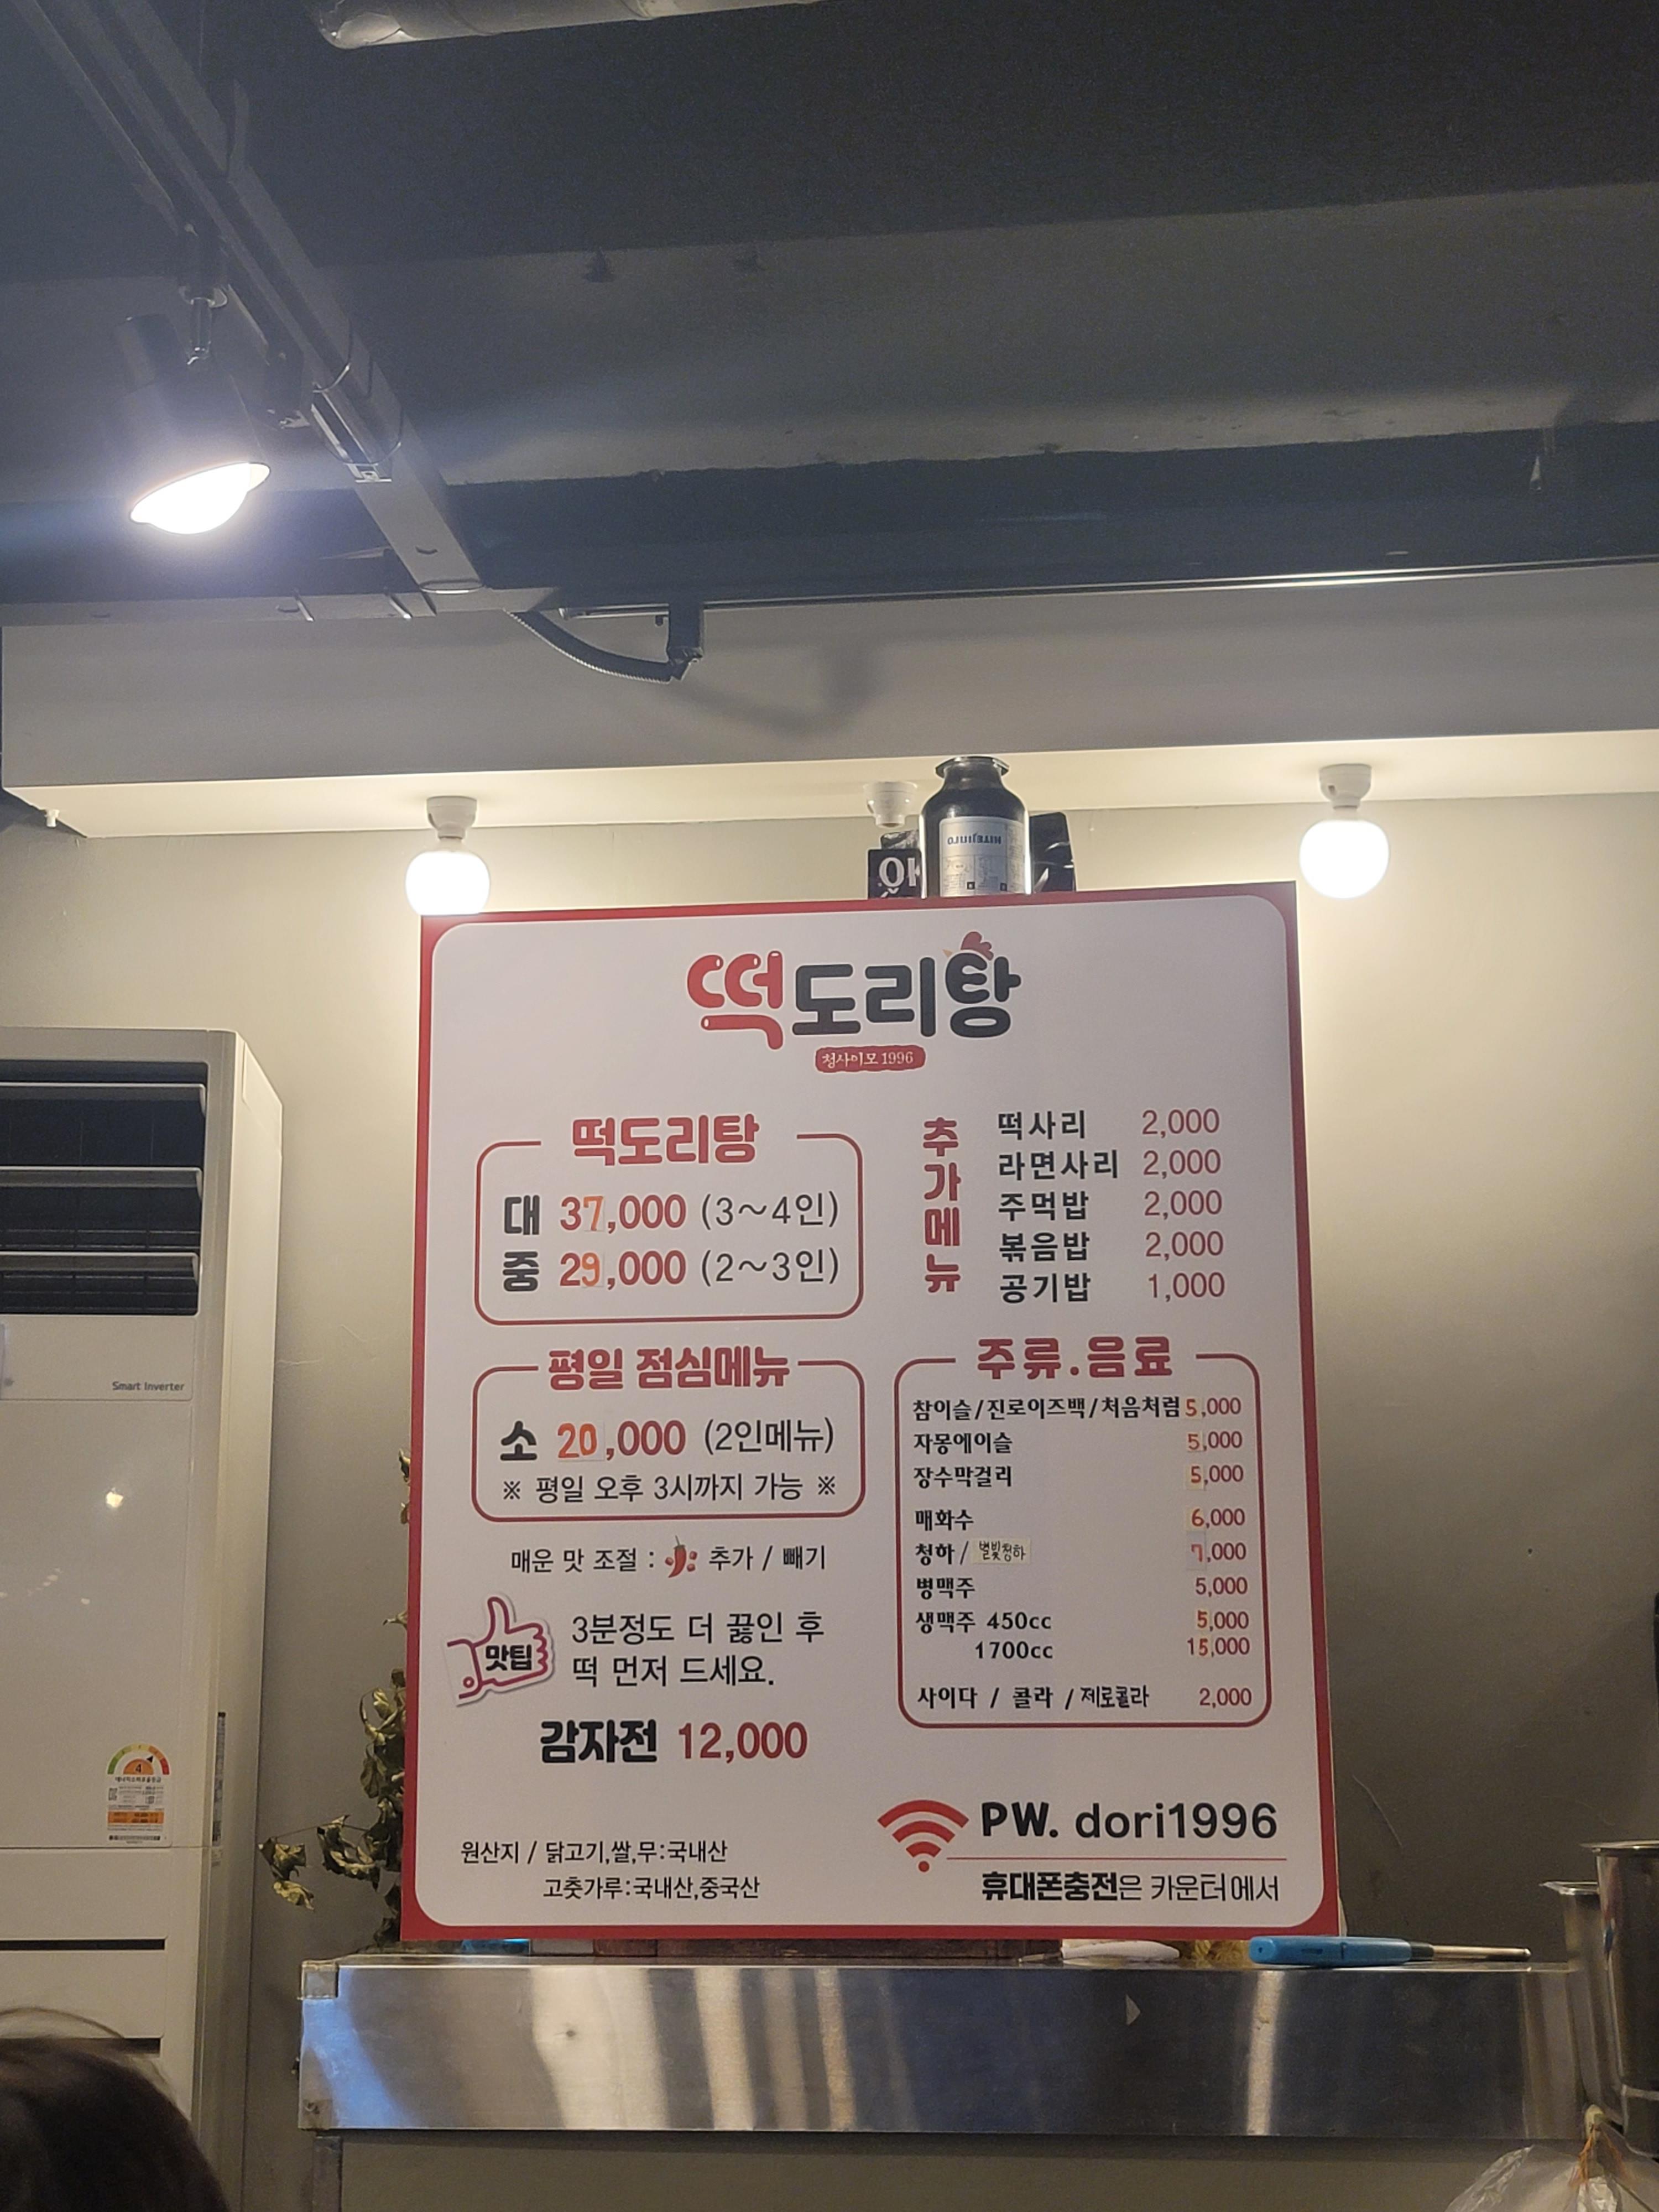 OK
HITEJINRO
떡도리탕
청사이모 1996
떡도리탕
대 37,000 (3~4인)
중 29,000 (2~3인)
평일 점심메뉴
소 20,000 (2인메뉴)
※ 평일 오후 3시까지 가능 ※
매운 맛 조절 : 추가 / 빼기
맛팁
3분정도 더 끓인 후
떡 먼저 드세요.
감자전 12,000
원산지 / 닭고기,쌀,무:국내산
고춧가루:국내산,중국산
추가메뉴
떡사리 2,000
라면사리 2,000
주먹밥 2,000
볶음밥 2,000
공기밥 1,000
주류.음료
참이슬/진로이즈백/처음처럼 5,000
자몽에이슬 5,000
장수막걸리 5,000
매화수 6,000
청하/ 별빛청하 7,000
병맥주 5,000
생맥주 450cc 5,000
1700cc 15,000
사이다 / 콜라 / 제로콜라 2,000
PW. dori1996
휴대폰충전은 카운터에서
Smart Inverter
4